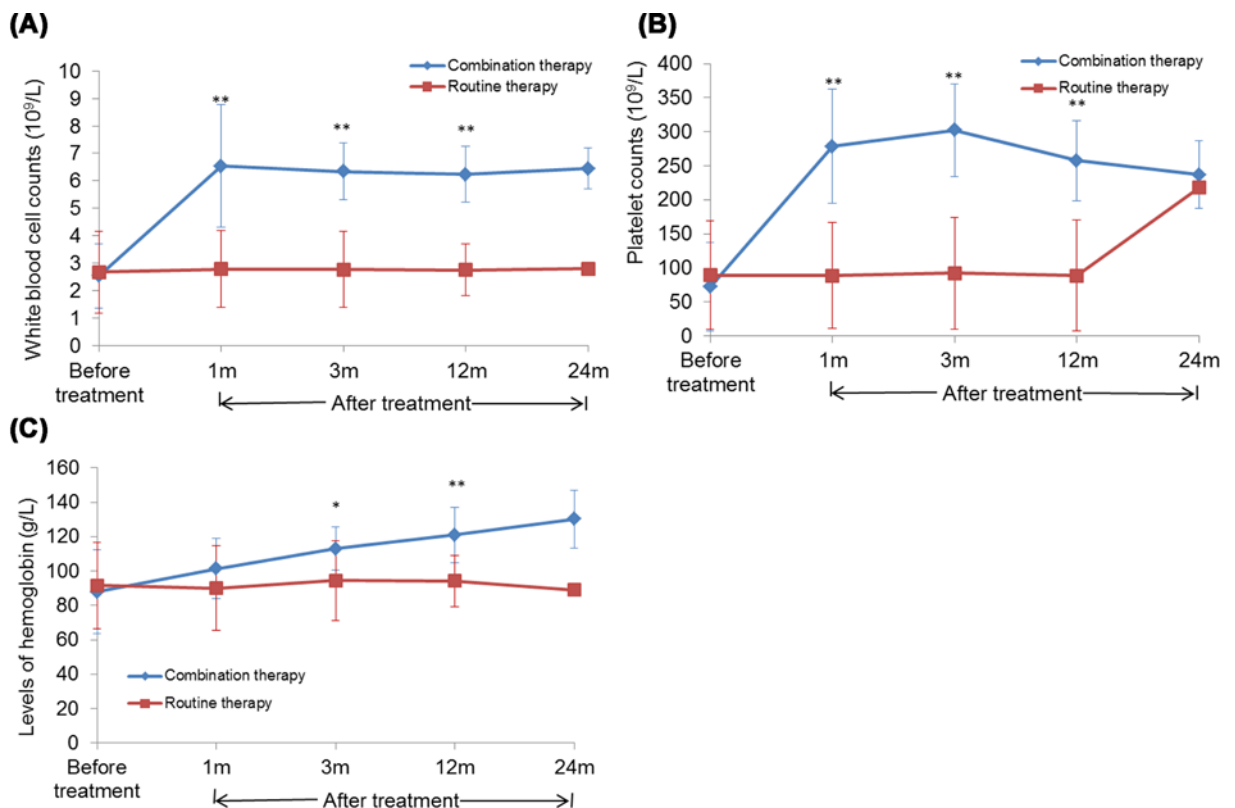 (A)
Combination therapy
Routine therapy
**
**
**
White blood cell counts (10⁹/L)
10
9
8
7
6
5
4
3
2
1
0
Before treatment
1m
3m
12m
24m
After treatment
(B)
Combination therapy
Routine therapy
**
**
**
Platelet counts (10⁹/L)
400
350
300
250
200
150
100
50
0
Before treatment
1m
3m
12m
24m
After treatment
(C)
*
**
Levels of hemoglobin (g/L)
160
140
120
100
80
60
40
20
0
Combination therapy
Routine therapy
Before treatment
1m
3m
12m
24m
After treatment